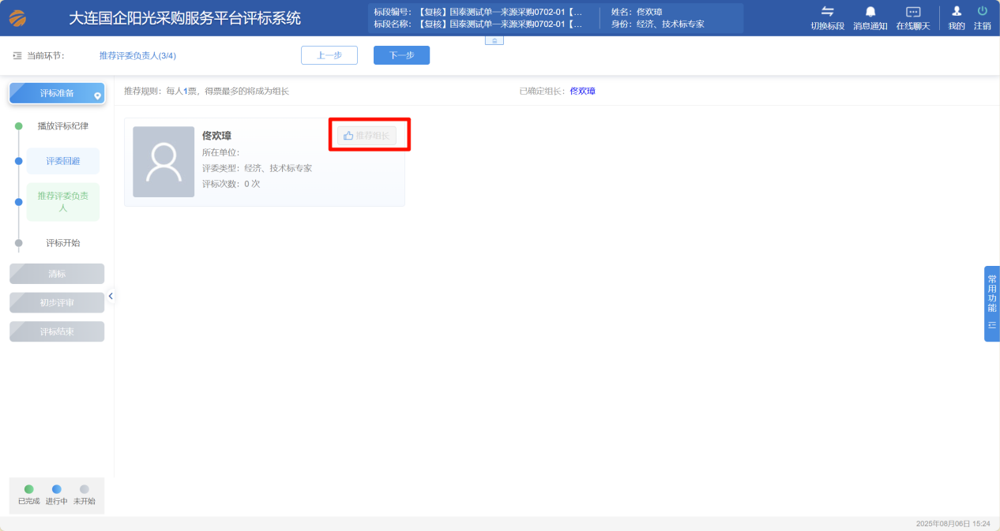 大连国企阳光采购服务平台评标系统
标段编号：【复核】国泰测试单一来源采购0702-01【...
标段名称：【复核】国泰测试单一来源采购0702-01【...
姓名：佟欢璋
身份：经济、技术标专家
切换标段
消息通知
在线聊天
我的
注销
当前环节：
推荐评委负责人(3/4)
上一步
下一步
评标准备
推荐规则：每人1票，得票最多的将成为组长
已确定组长：佟欢璋
播放评标纪律
评委回避
推荐评委负责
人
评标开始
清标
初步评审
评标结束
佟欢璋
推荐组长
所在单位：
评委类型：经济、技术标专家
评标次数：0 次
常用功能
已完成
进行中
未开始
2025年08月06日 15:24